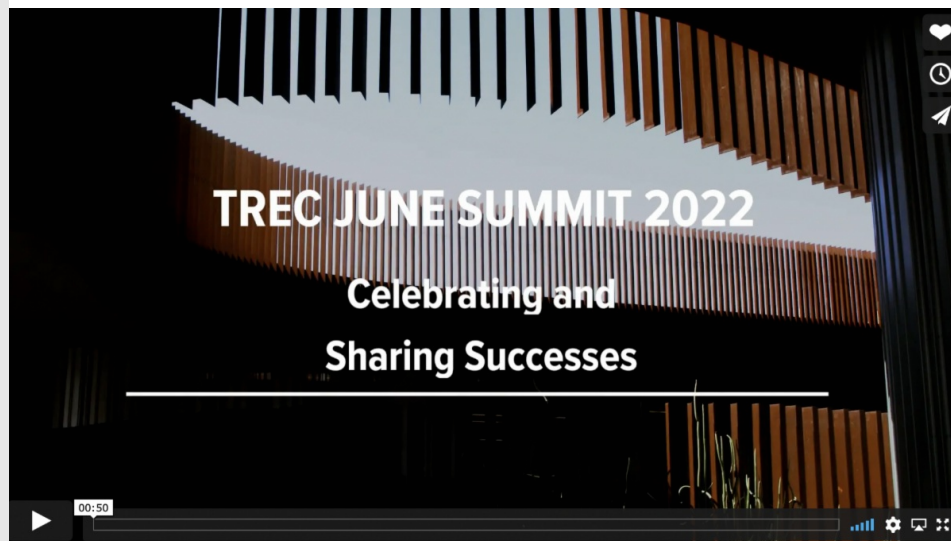 TREC JUNE SUMMIT 2022
Celebrating and
Sharing Successes
00:50